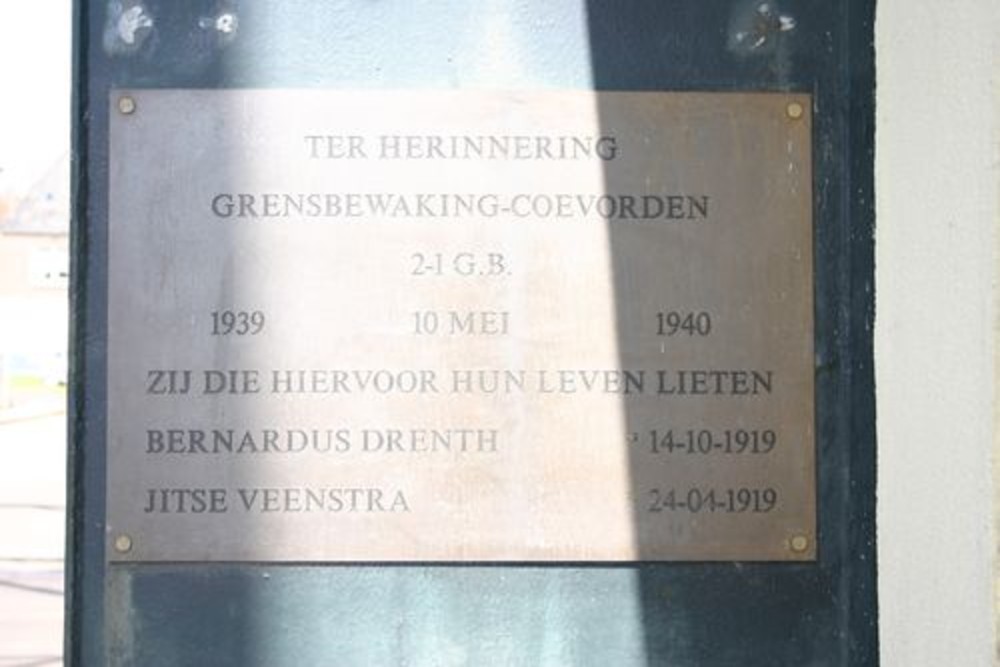 TER HERINNERING
GRENSBEWAKING-COEVORDEN
2-1 G.B.
1939 10 MEI 1940
ZIJ DIE HIERVOOR HUN LEVEN LIETEN
BERNARDUS DRENTH 14-10-1919
JITSE VEENSTRA 24-04-1919